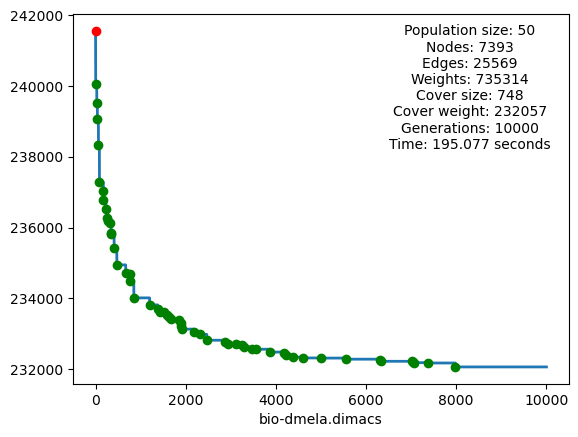 242000
240000
238000
236000
234000
232000
Population size: 50
Nodes: 7393
Edges: 25569
Weights: 735314
Cover size: 748
Cover weight: 232057
Generations: 10000
Time: 195.077 seconds
0 2000 4000 6000 8000 10000
bio-dmela.dimacs